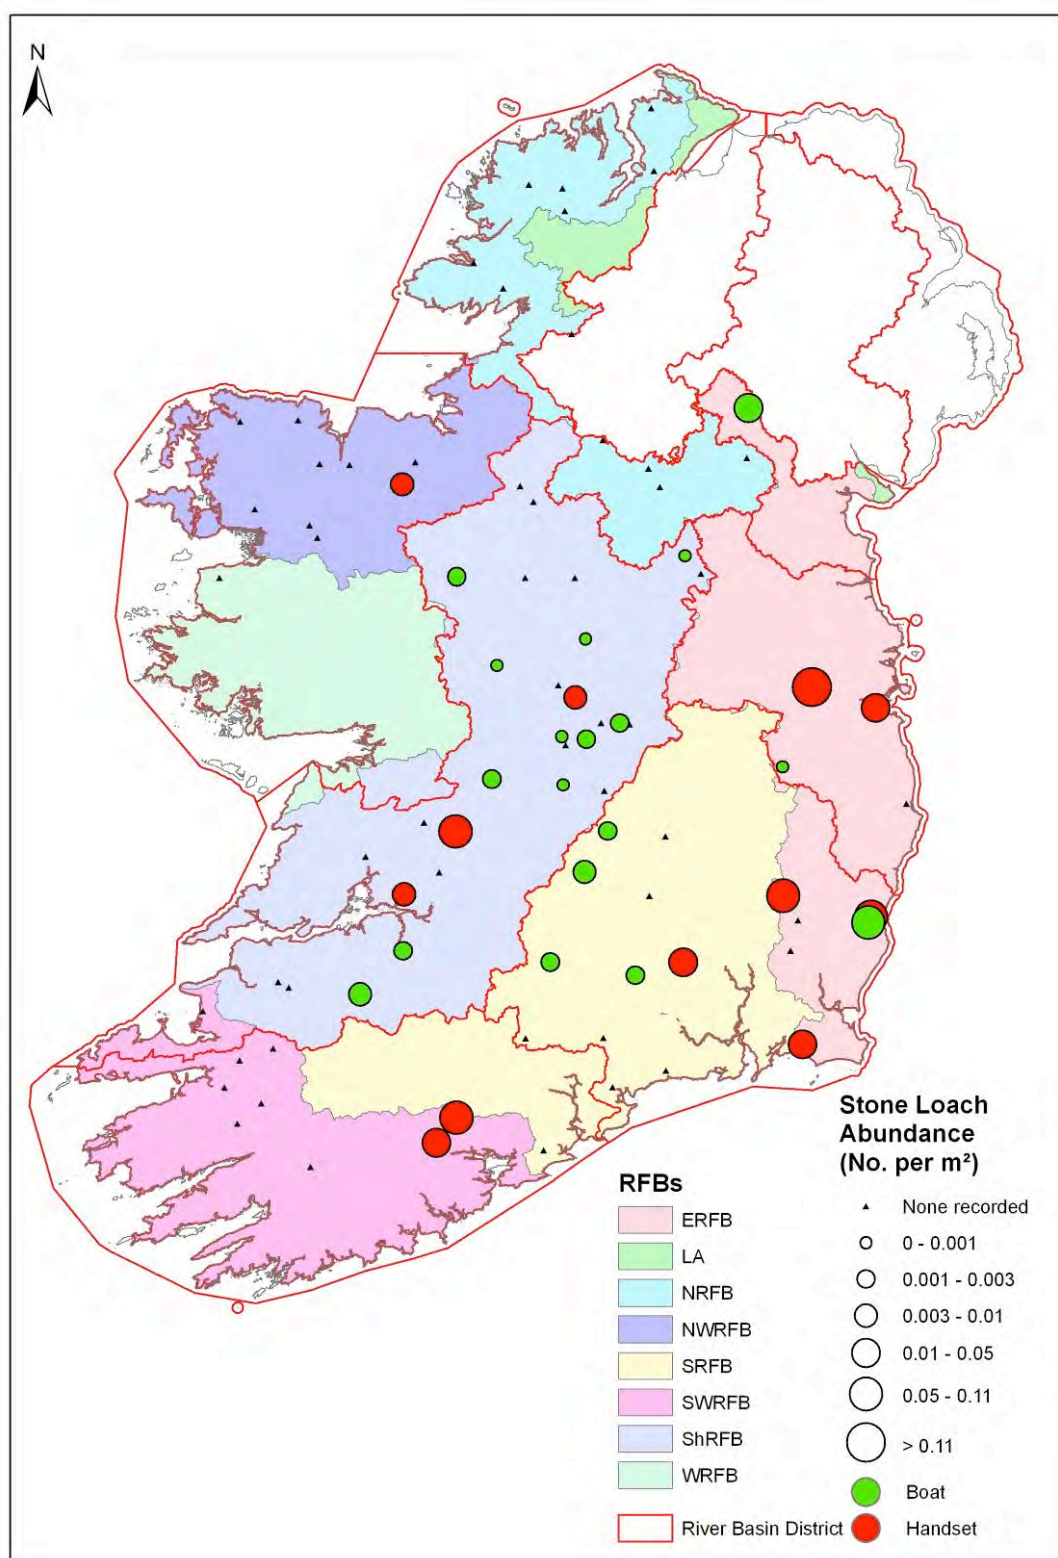 N
Stone Loach
Abundance
(No. per m²)
RFBs
ERFB
LA
NRFB
NWRFB
SRFB
SWRFB
ShRFB
WRFB
River Basin District
None recorded
0 - 0.001
0.001 - 0.003
0.003 - 0.01
0.01 - 0.05
0.05 - 0.11
> 0.11
Boat
Handset